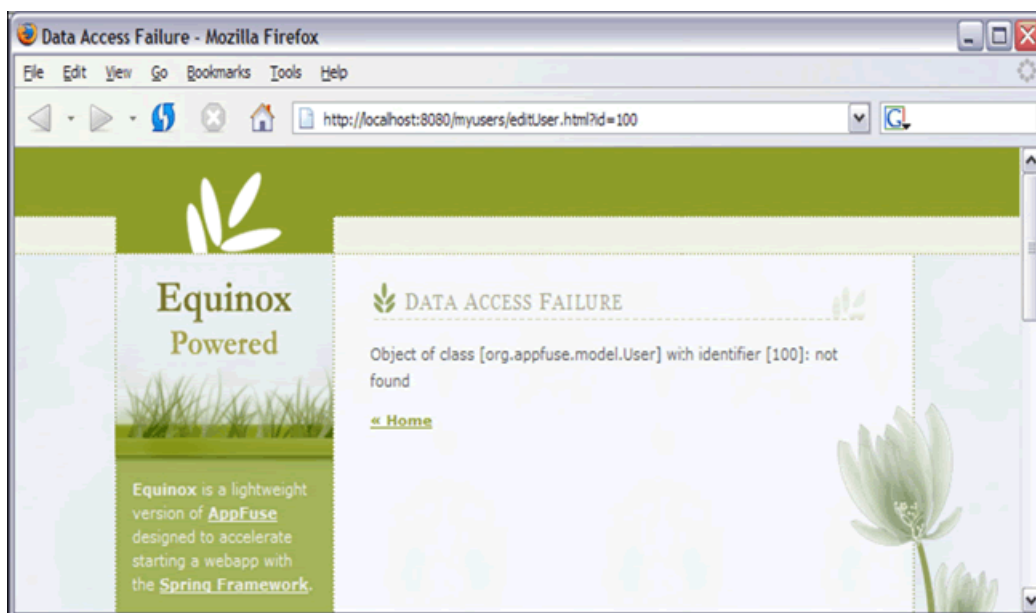 Data Access Failure - Mozilla Firefox
File Edit View Go Bookmarks Tools Help
http://localhost:8080/myusers/editUser.html?id=100
G
Equinox
Powered
DATA ACCESS FAILURE
Object of class [org.appfuse.model.User] with identifier [100]: not
found
« Home
Equinox is a lightweight
version of AppFuse
designed to accelerate
starting a webapp with
the Spring Framework.